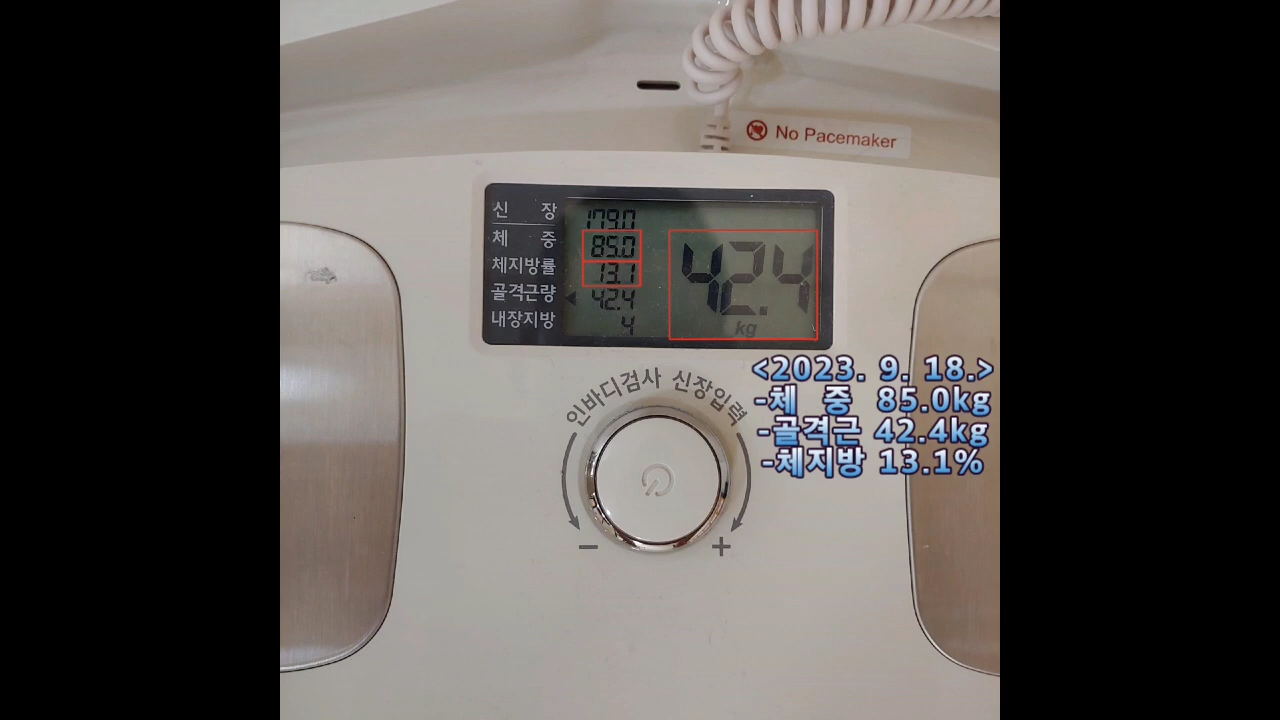 No Pacemaker
신 장 179.0
체 중 85.0
체지방률 13.1
골격근량 42.4
내장지방 4
42.4
kg
<2023. 9. 18.>
-체 중 85.0kg
-골격근 42.4kg
-체지방 13.1%
인바디검사 신장입력
− +